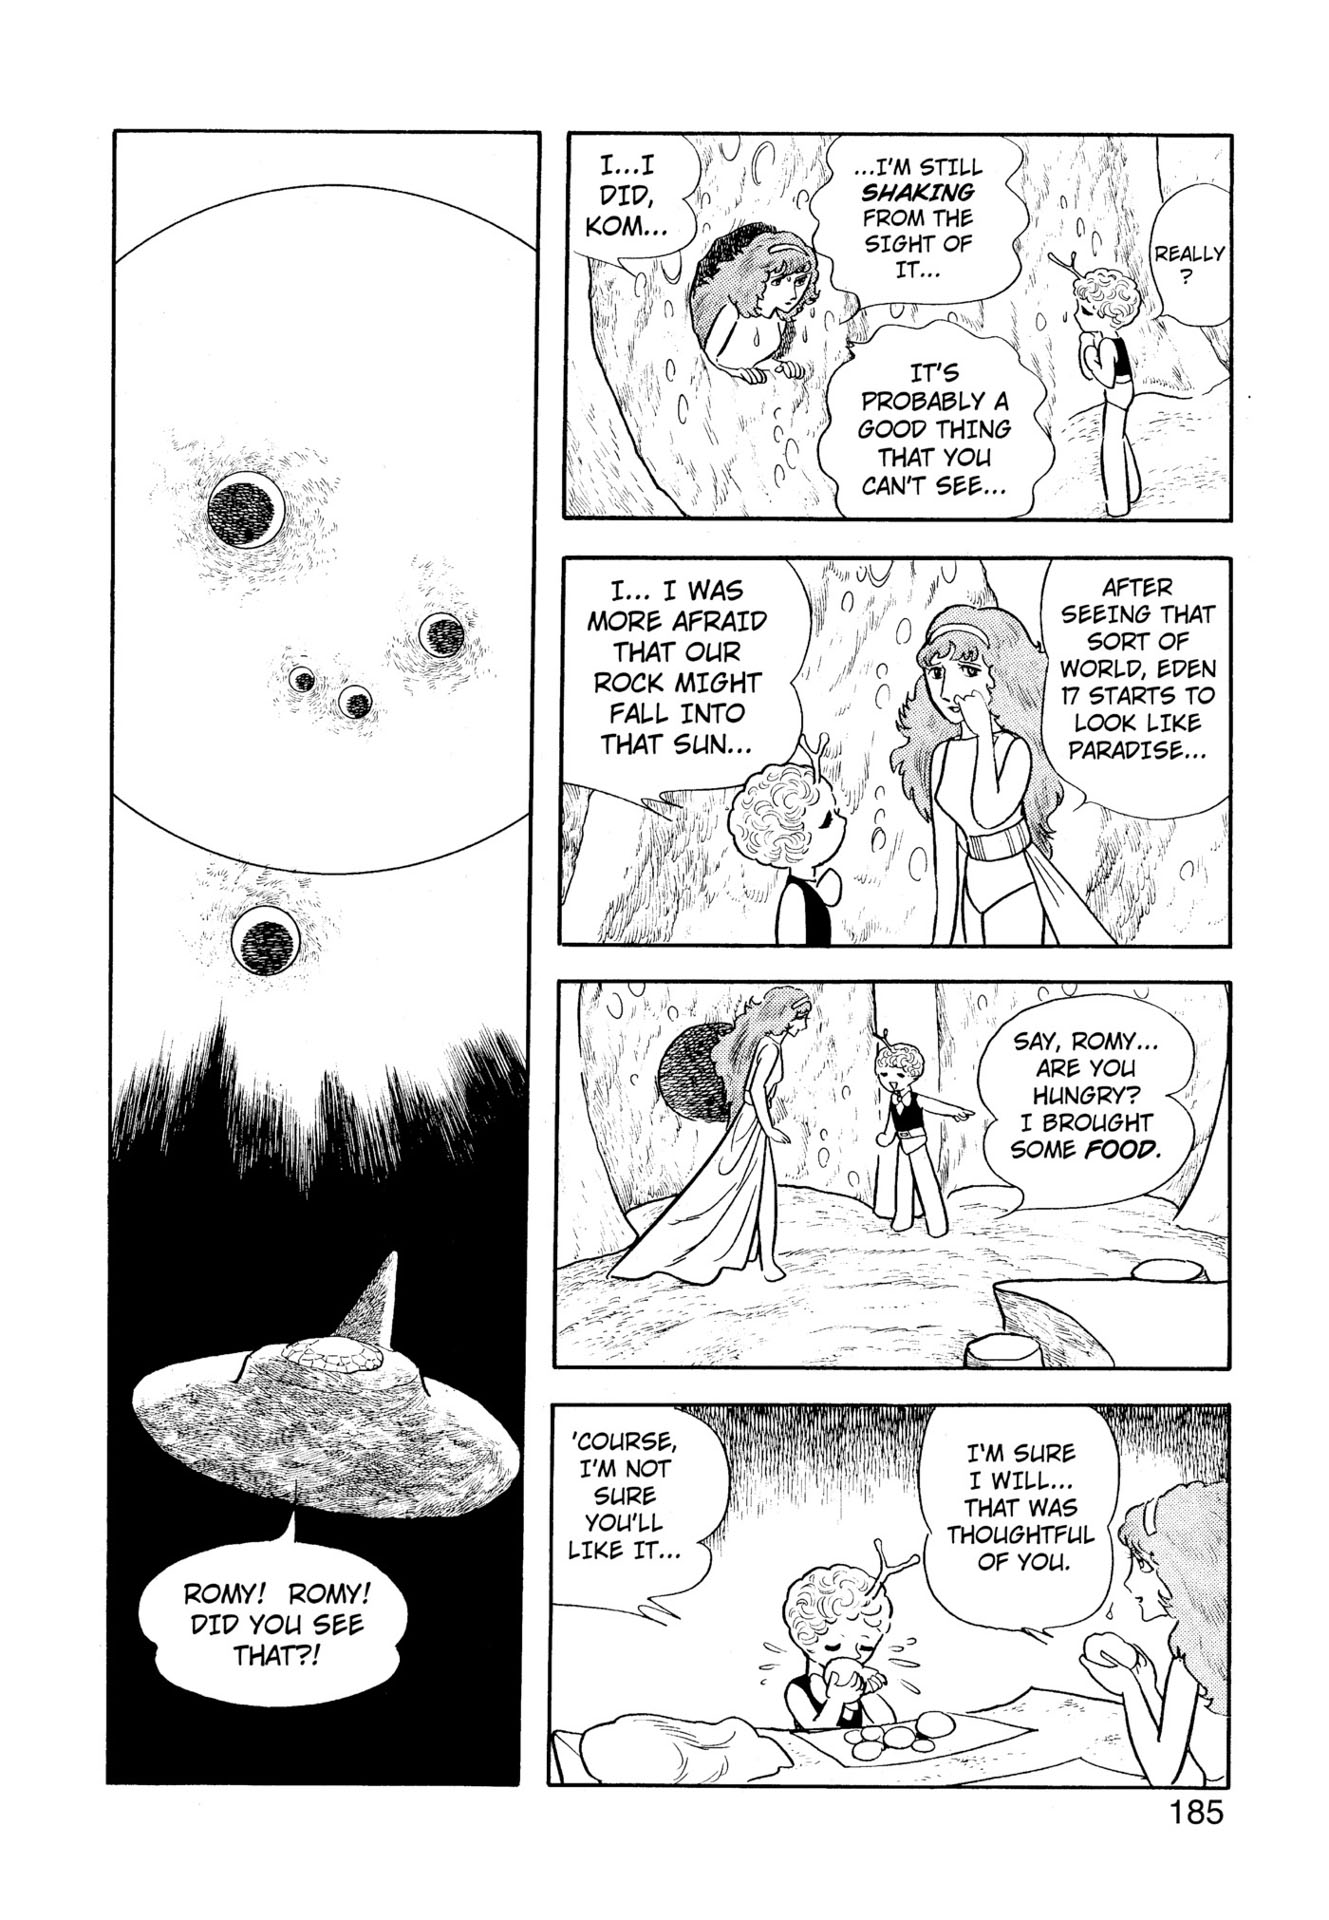 ROMY! ROMY!
DID YOU SEE
THAT?!
I...I
DID,
KOM...
...I'M STILL
SHAKING
FROM THE
SIGHT OF
IT...
IT'S
PROBABLY A
GOOD THING
THAT YOU
CAN'T SEE...
REALLY
?
I... I WAS
MORE AFRAID
THAT OUR
ROCK MIGHT
FALL INTO
THAT SUN...
AFTER
SEEING THAT
SORT OF
WORLD, EDEN
17 STARTS TO
LOOK LIKE
PARADISE...
SAY, ROMY...
ARE YOU
HUNGRY?
I BROUGHT
SOME FOOD.
'COURSE,
I'M NOT
SURE
YOU'LL
LIKE IT...
I'M SURE
I WILL...
THAT WAS
THOUGHTFUL
OF YOU.
185